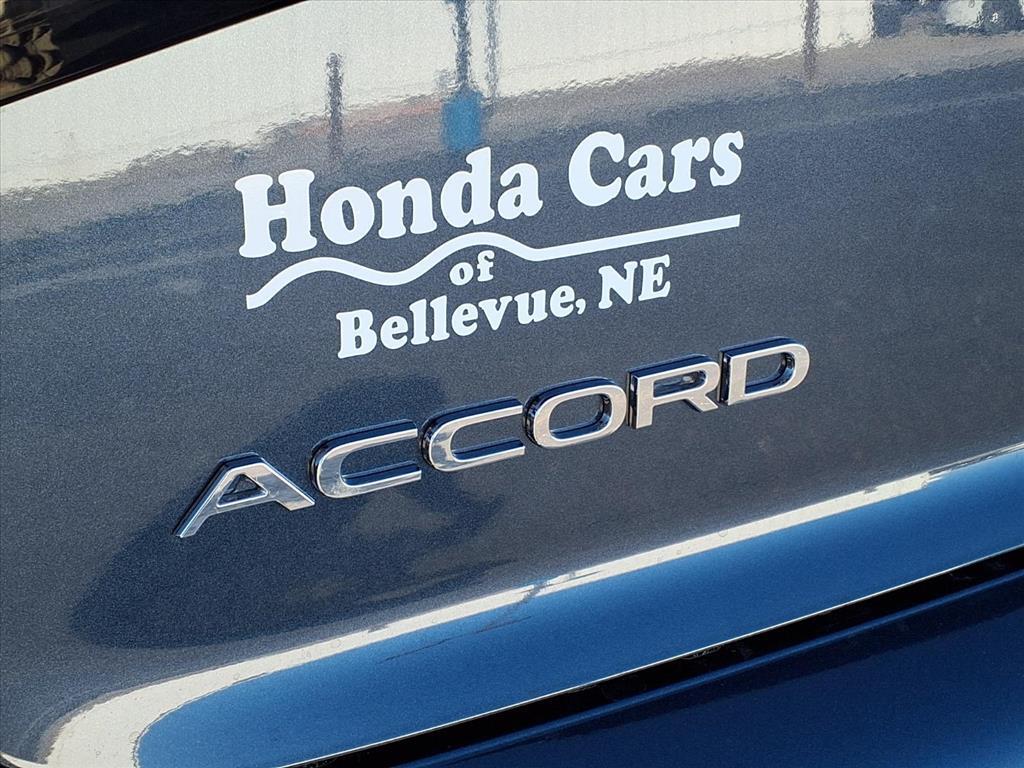 Honda Cars
of
Bellevue, NE
ACCORD